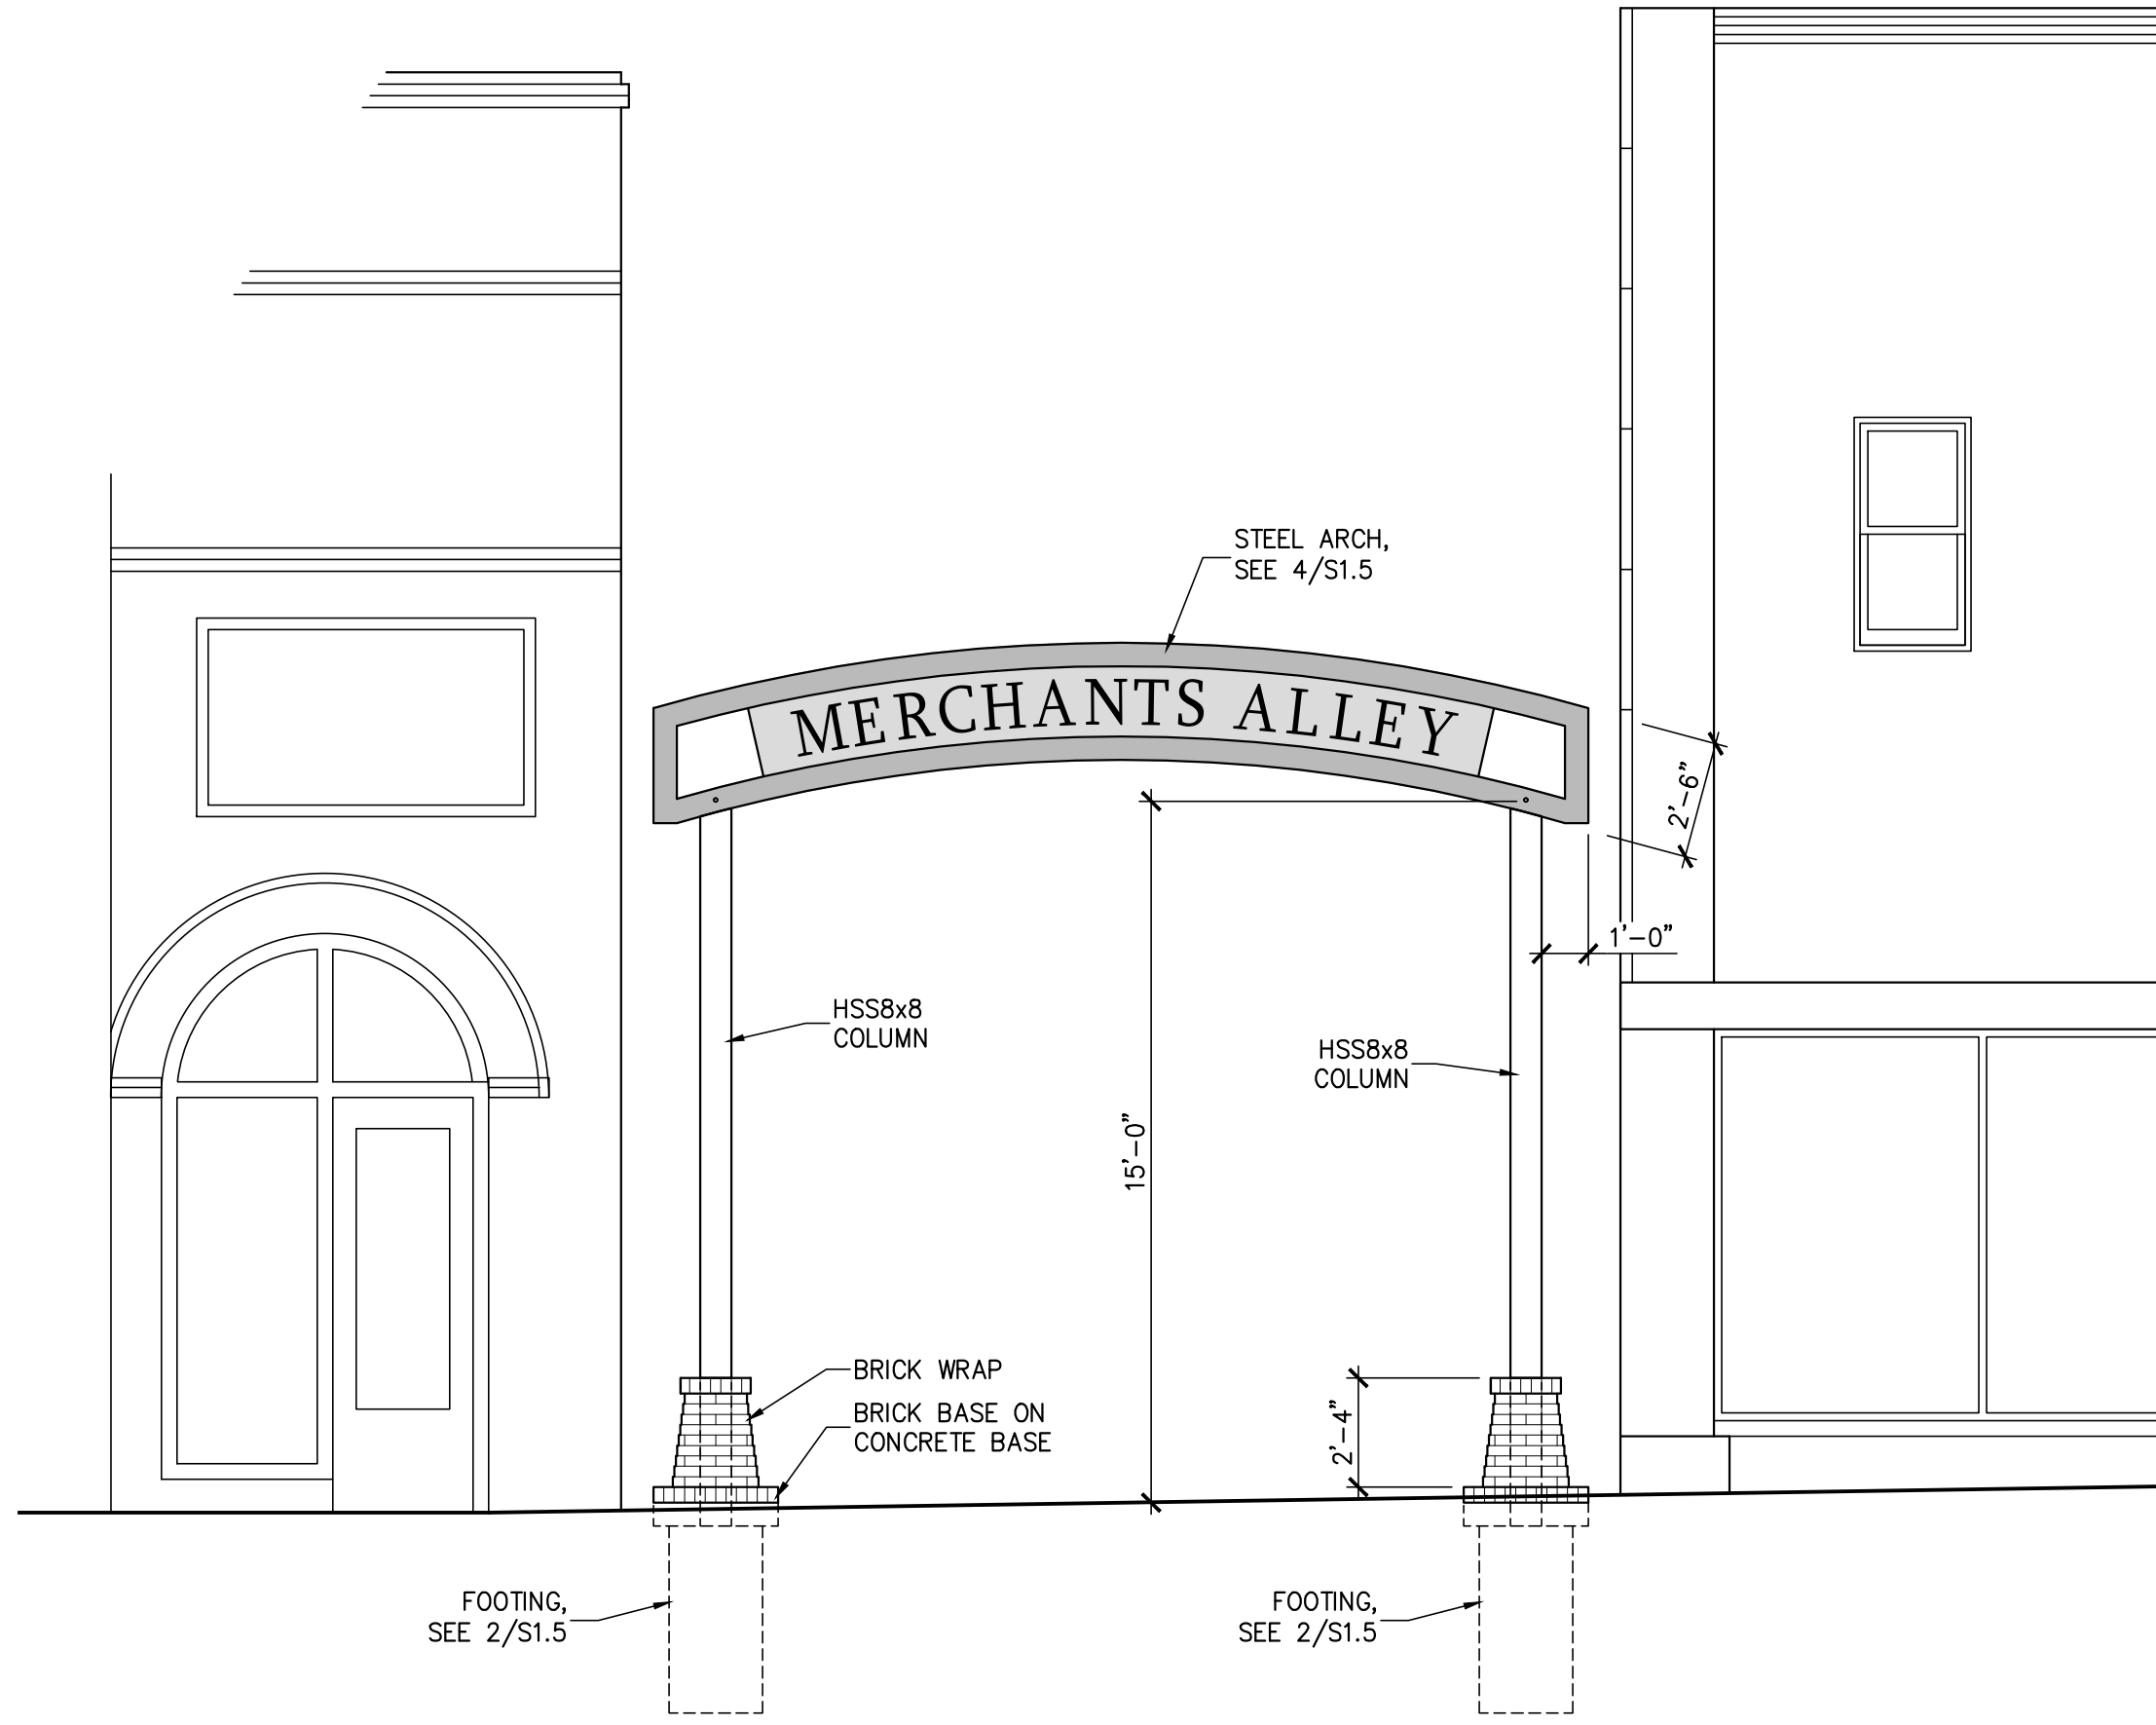 STEEL ARCH,
SEE 4/S1.5
MERCHANTS ALLEY
2'-6"
1'-0"
HSS8x8
COLUMN
HSS8x8
COLUMN
15'-0"
BRICK WRAP
BRICK BASE ON
CONCRETE BASE
2'-4"
FOOTING,
SEE 2/S1.5
FOOTING,
SEE 2/S1.5